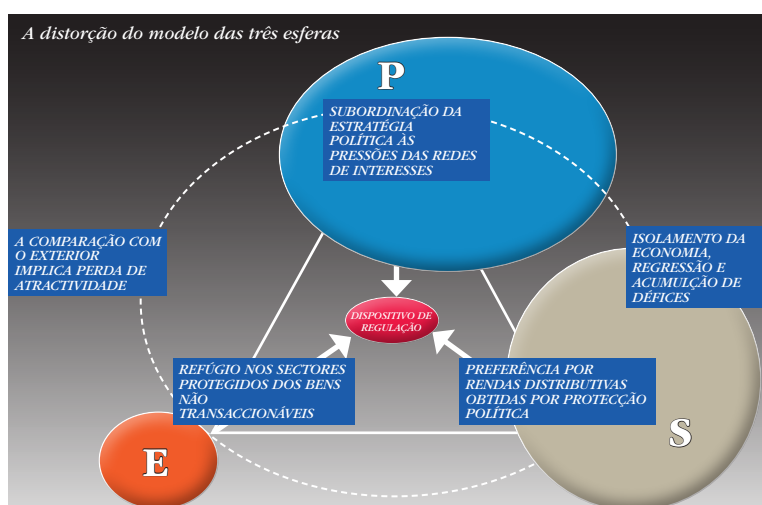 A distorção do modelo das três esferas
P
SUBORDINAÇÃO DA
ESTRATÉGIA
POLÍTICA ÀS
PRESSÕES DAS REDES
DE INTERESSES
A COMPARAÇÃO COM
O EXTERIOR
IMPLICA PERDA DE
ATRACTIVIDADE
ISOLAMENTO DA
ECONOMIA,
REGRESSÃO E
ACUMULÇÃO DE
DÉFICES
DISPOSITIVO DE
REGULAÇÃO
REFÚGIO NOS SECTORES
PROTEGIDOS DOS BENS
NÃO
TRANSACCIONÁVEIS
PREFERÊNCIA POR
RENDAS DISTRIBUTIVAS
OBTIDAS POR PROTECÇÃO
POLÍTICA
E
S